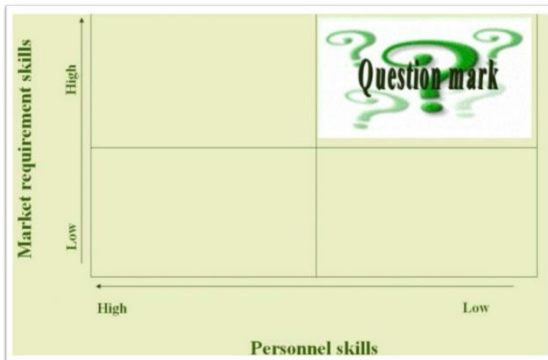 Market requirement skills
High
Low
Question mark
High
Low
Personnel skills